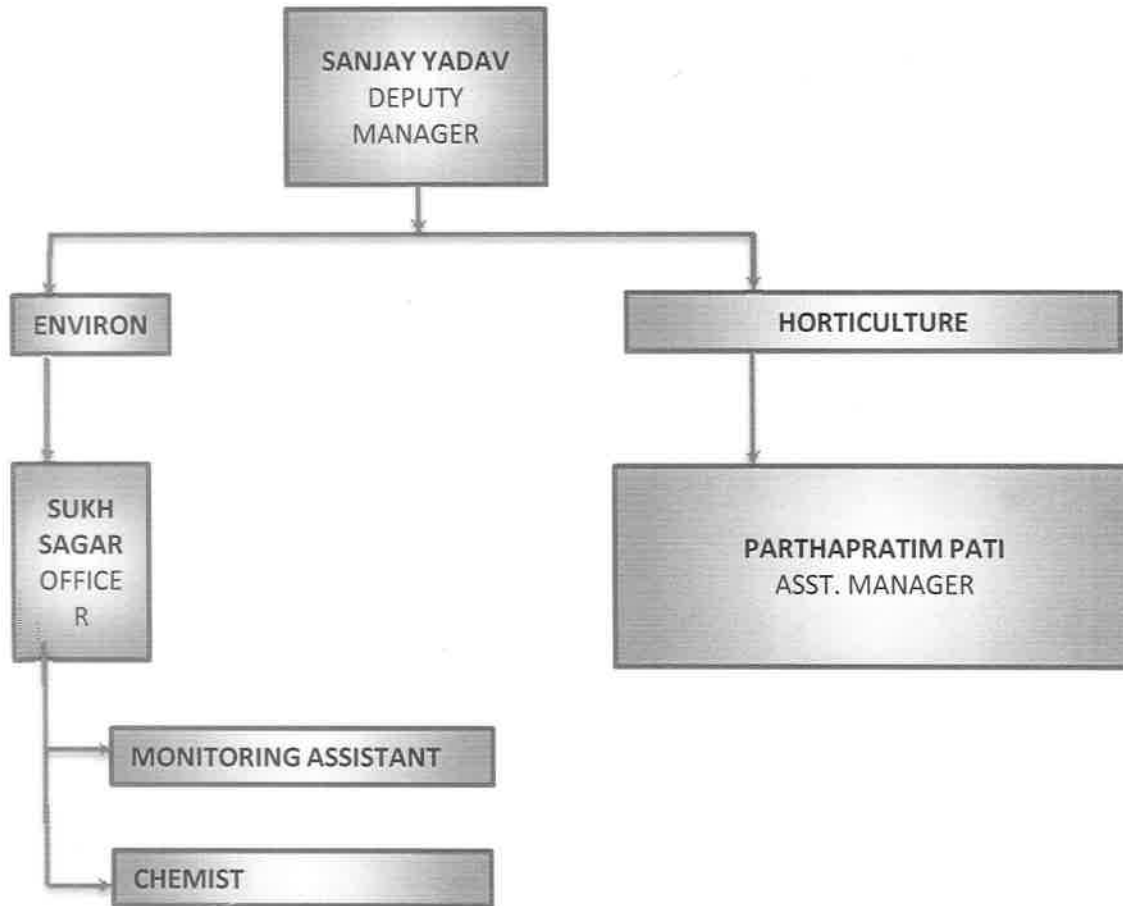 SANJAY YADAV
DEPUTY
MANAGER
ENVIRON
HORTICULTURE
SUKH
SAGAR
OFFICE
R
PARTHAPRATIM PATI
ASST. MANAGER
MONITORING ASSISTANT
CHEMIST